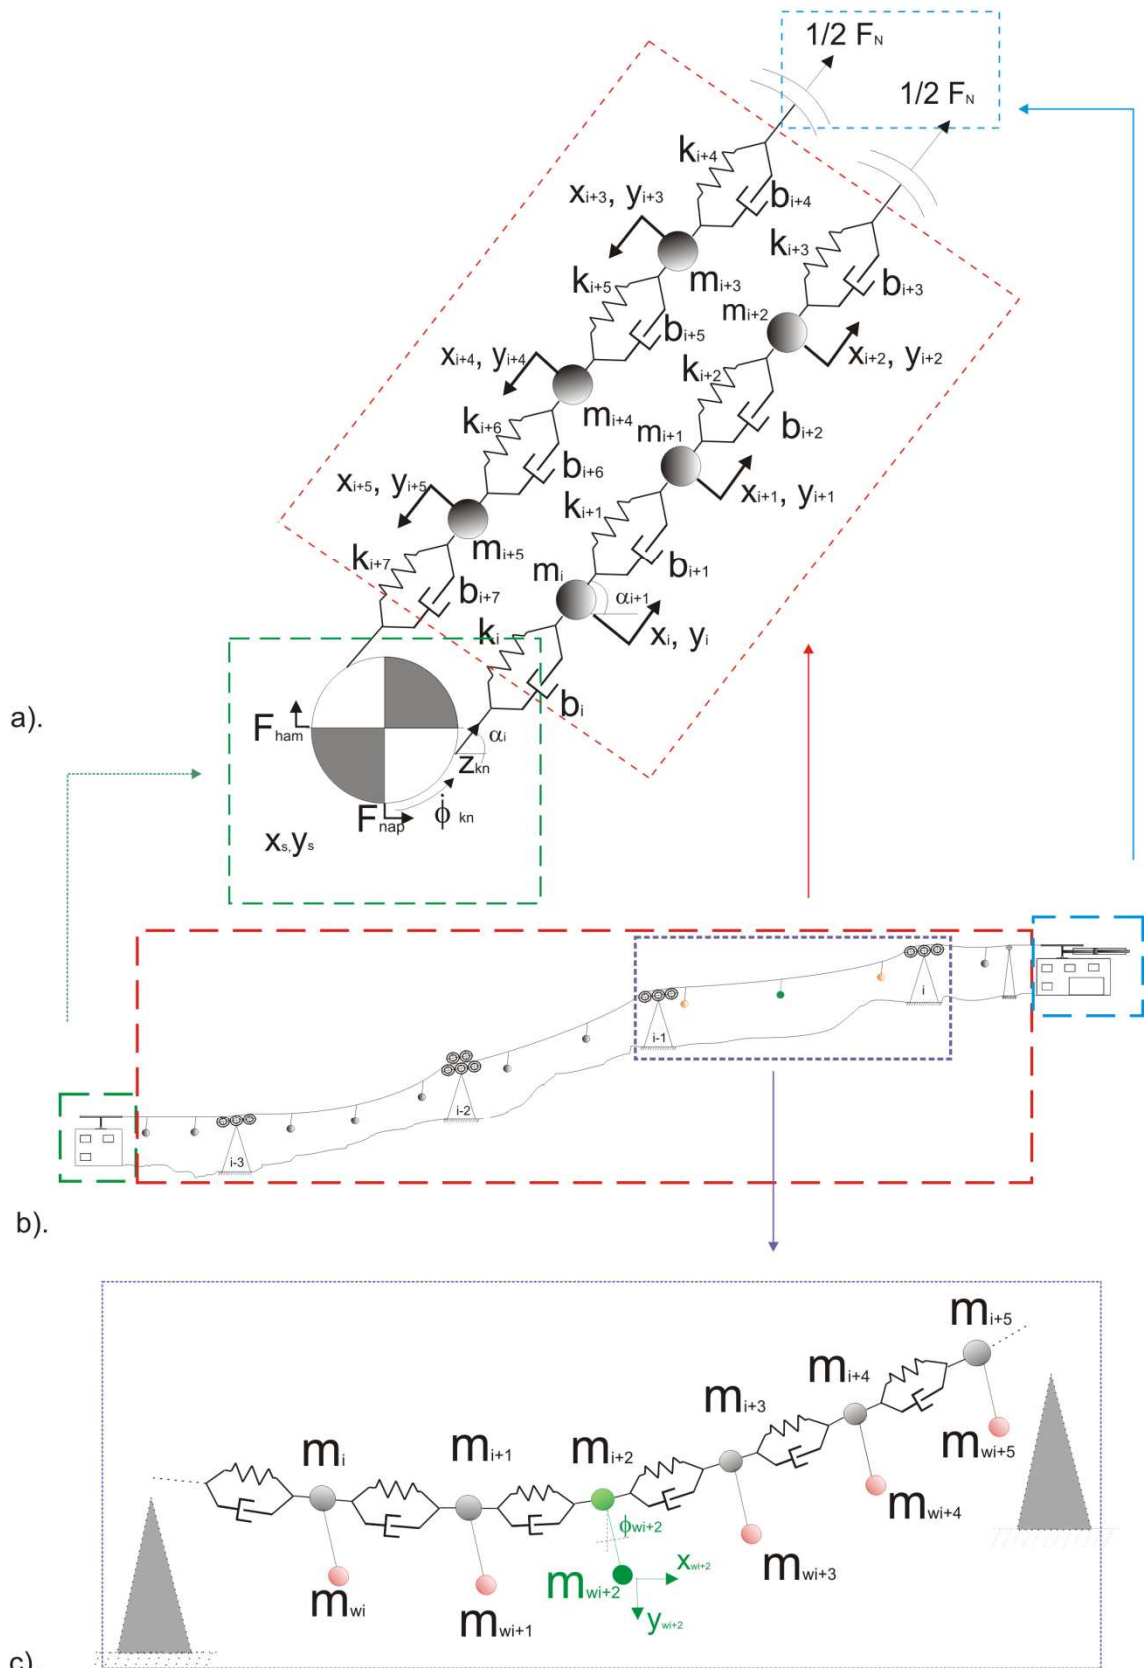 1/2 FN
1/2 FN
ki+4
bi+4
xi+3, yi+3
ki+3
bi+3
mi+3
ki+5
bi+5
mi+2
xi+2, yi+2
xi+4, yi+4
ki+2
bi+2
mi+4
ki+6
bi+6
mi+1
xi+1, yi+1
xi+5, yi+5
ki+1
bi+1
mi+5
ki+7
bi+7
mi
αi+1
xi, yi
ki
bi
a).
Fham
αi
zkn
Fnap
ϕ̇ kn
xs,ys
i
i-1
i-2
i-3
b).
mi+5
mi+4
mi+3
mi+2
mi+1
mi
mwi+5
mwi+4
ϕwi+2
mwi+3
xwi+2
mwi+2
ywi+2
mwi
mwi+1
c).